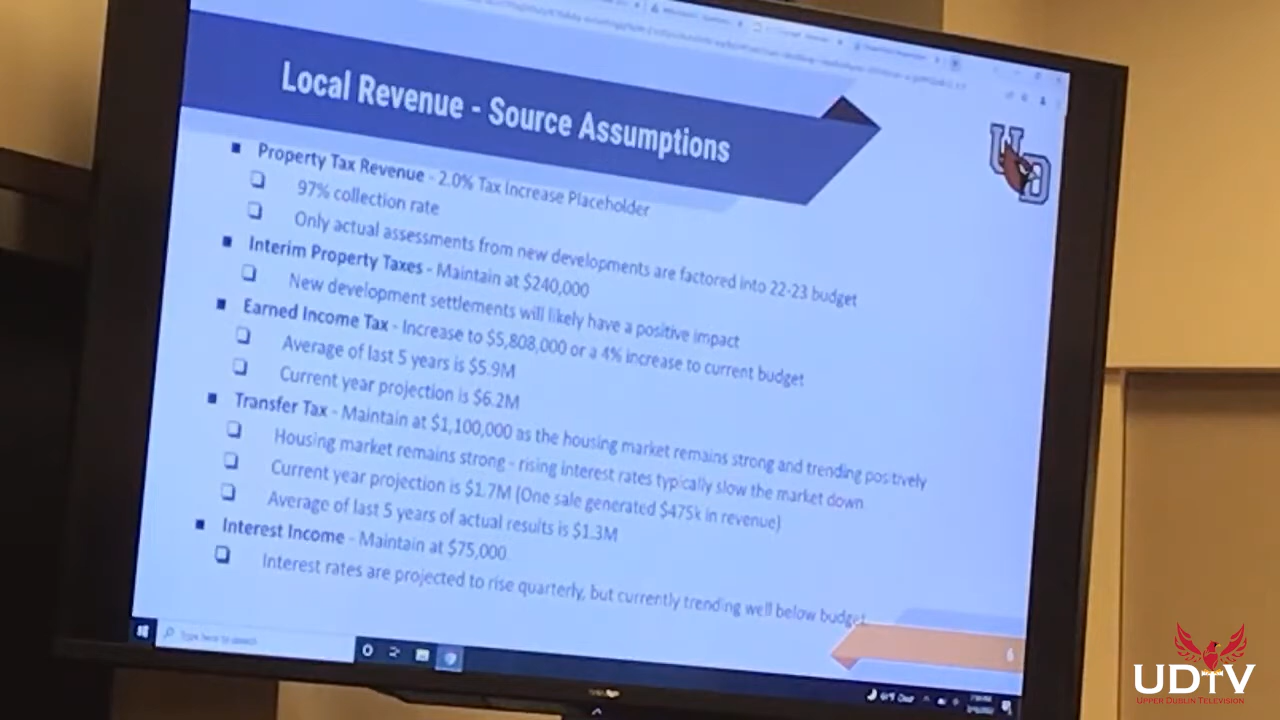 Local Revenue - Source Assumptions
UD
■ Property Tax Revenue - 2.0% Tax Increase Placeholder
❑ 97% collection rate
❑ Only actual assessments from new developments are factored into 22-23 budget
■ Interim Property Taxes - Maintain at $240,000
❑ New development settlements will likely have a positive impact
■ Earned Income Tax - Increase to $5,808,000 or a 4% increase to current budget
❑ Average of last 5 years is $5.9M
❑ Current year projection is $6.2M
■ Transfer Tax - Maintain at $1,100,000 as the housing market remains strong and trending positively
❑ Housing market remains strong - rising interest rates typically slow the market down
❑ Current year projection is $1.7M (One sale generated $475k in revenue)
❑ Average of last 5 years of actual results is $1.3M
■ Interest Income - Maintain at $75,000
❑ Interest rates are projected to rise quarterly, but currently trending well below budget
6
Type here to search
UDTV
UPPER DUBLIN TELEVISION